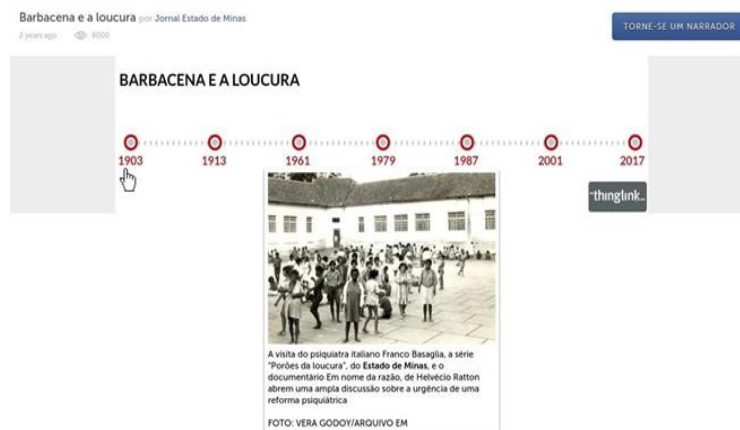 Barbacena e a loucura por Jornal Estado de Minas
2 years ago 6000
TORNE-SE UM NARRADOR
BARBACENA E A LOUCURA
1903 1913 1961 1979 1987 2001 2017
thinglink..
A visita do psiquiatra italiano Franco Basaglia, a série
"Porões da loucura", do Estado de Minas, e o
documentário Em nome da razão, de Helvécio Ratton
abrem uma ampla discussão sobre a urgência de uma
reforma psiquiátrica
FOTO: VERA GODOY/ARQUIVO EM